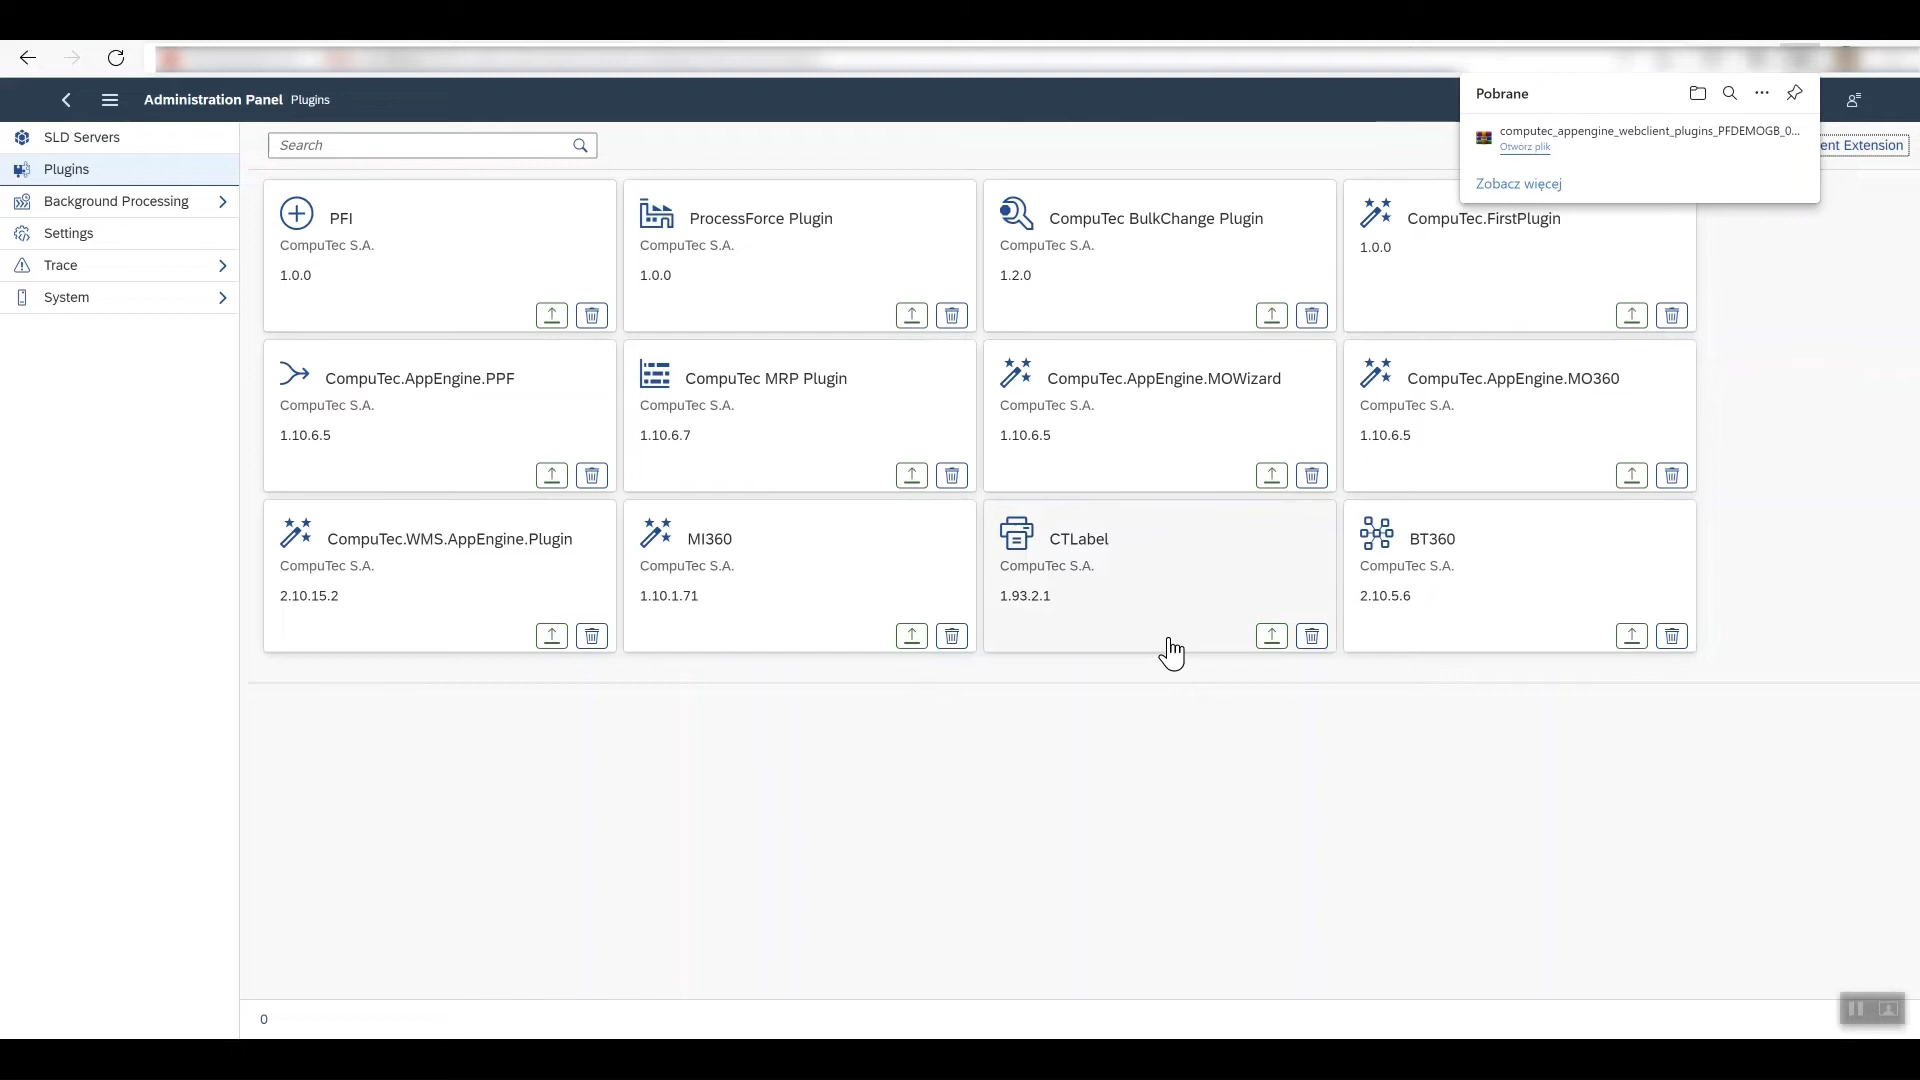 Administration Panel Plugins
Pobrane
computec_appengine_webclient_plugins_PFDEMOGB_0...
Otwórz plik
Zobacz więcej
ent Extension
SLD Servers
Plugins
Background Processing
Settings
Trace
System
Search
PFI
CompuTec S.A.
1.0.0
ProcessForce Plugin
CompuTec S.A.
1.0.0
CompuTec BulkChange Plugin
CompuTec S.A.
1.2.0
CompuTec.FirstPlugin
1.0.0
CompuTec.AppEngine.PPF
CompuTec S.A.
1.10.6.5
CompuTec MRP Plugin
CompuTec S.A.
1.10.6.7
CompuTec.AppEngine.MOWizard
CompuTec S.A.
1.10.6.5
CompuTec.AppEngine.MO360
CompuTec S.A.
1.10.6.5
CompuTec.WMS.AppEngine.Plugin
CompuTec S.A.
2.10.15.2
MI360
CompuTec S.A.
1.10.1.71
CTLabel
CompuTec S.A.
1.93.2.1
BT360
CompuTec S.A.
2.10.5.6
0